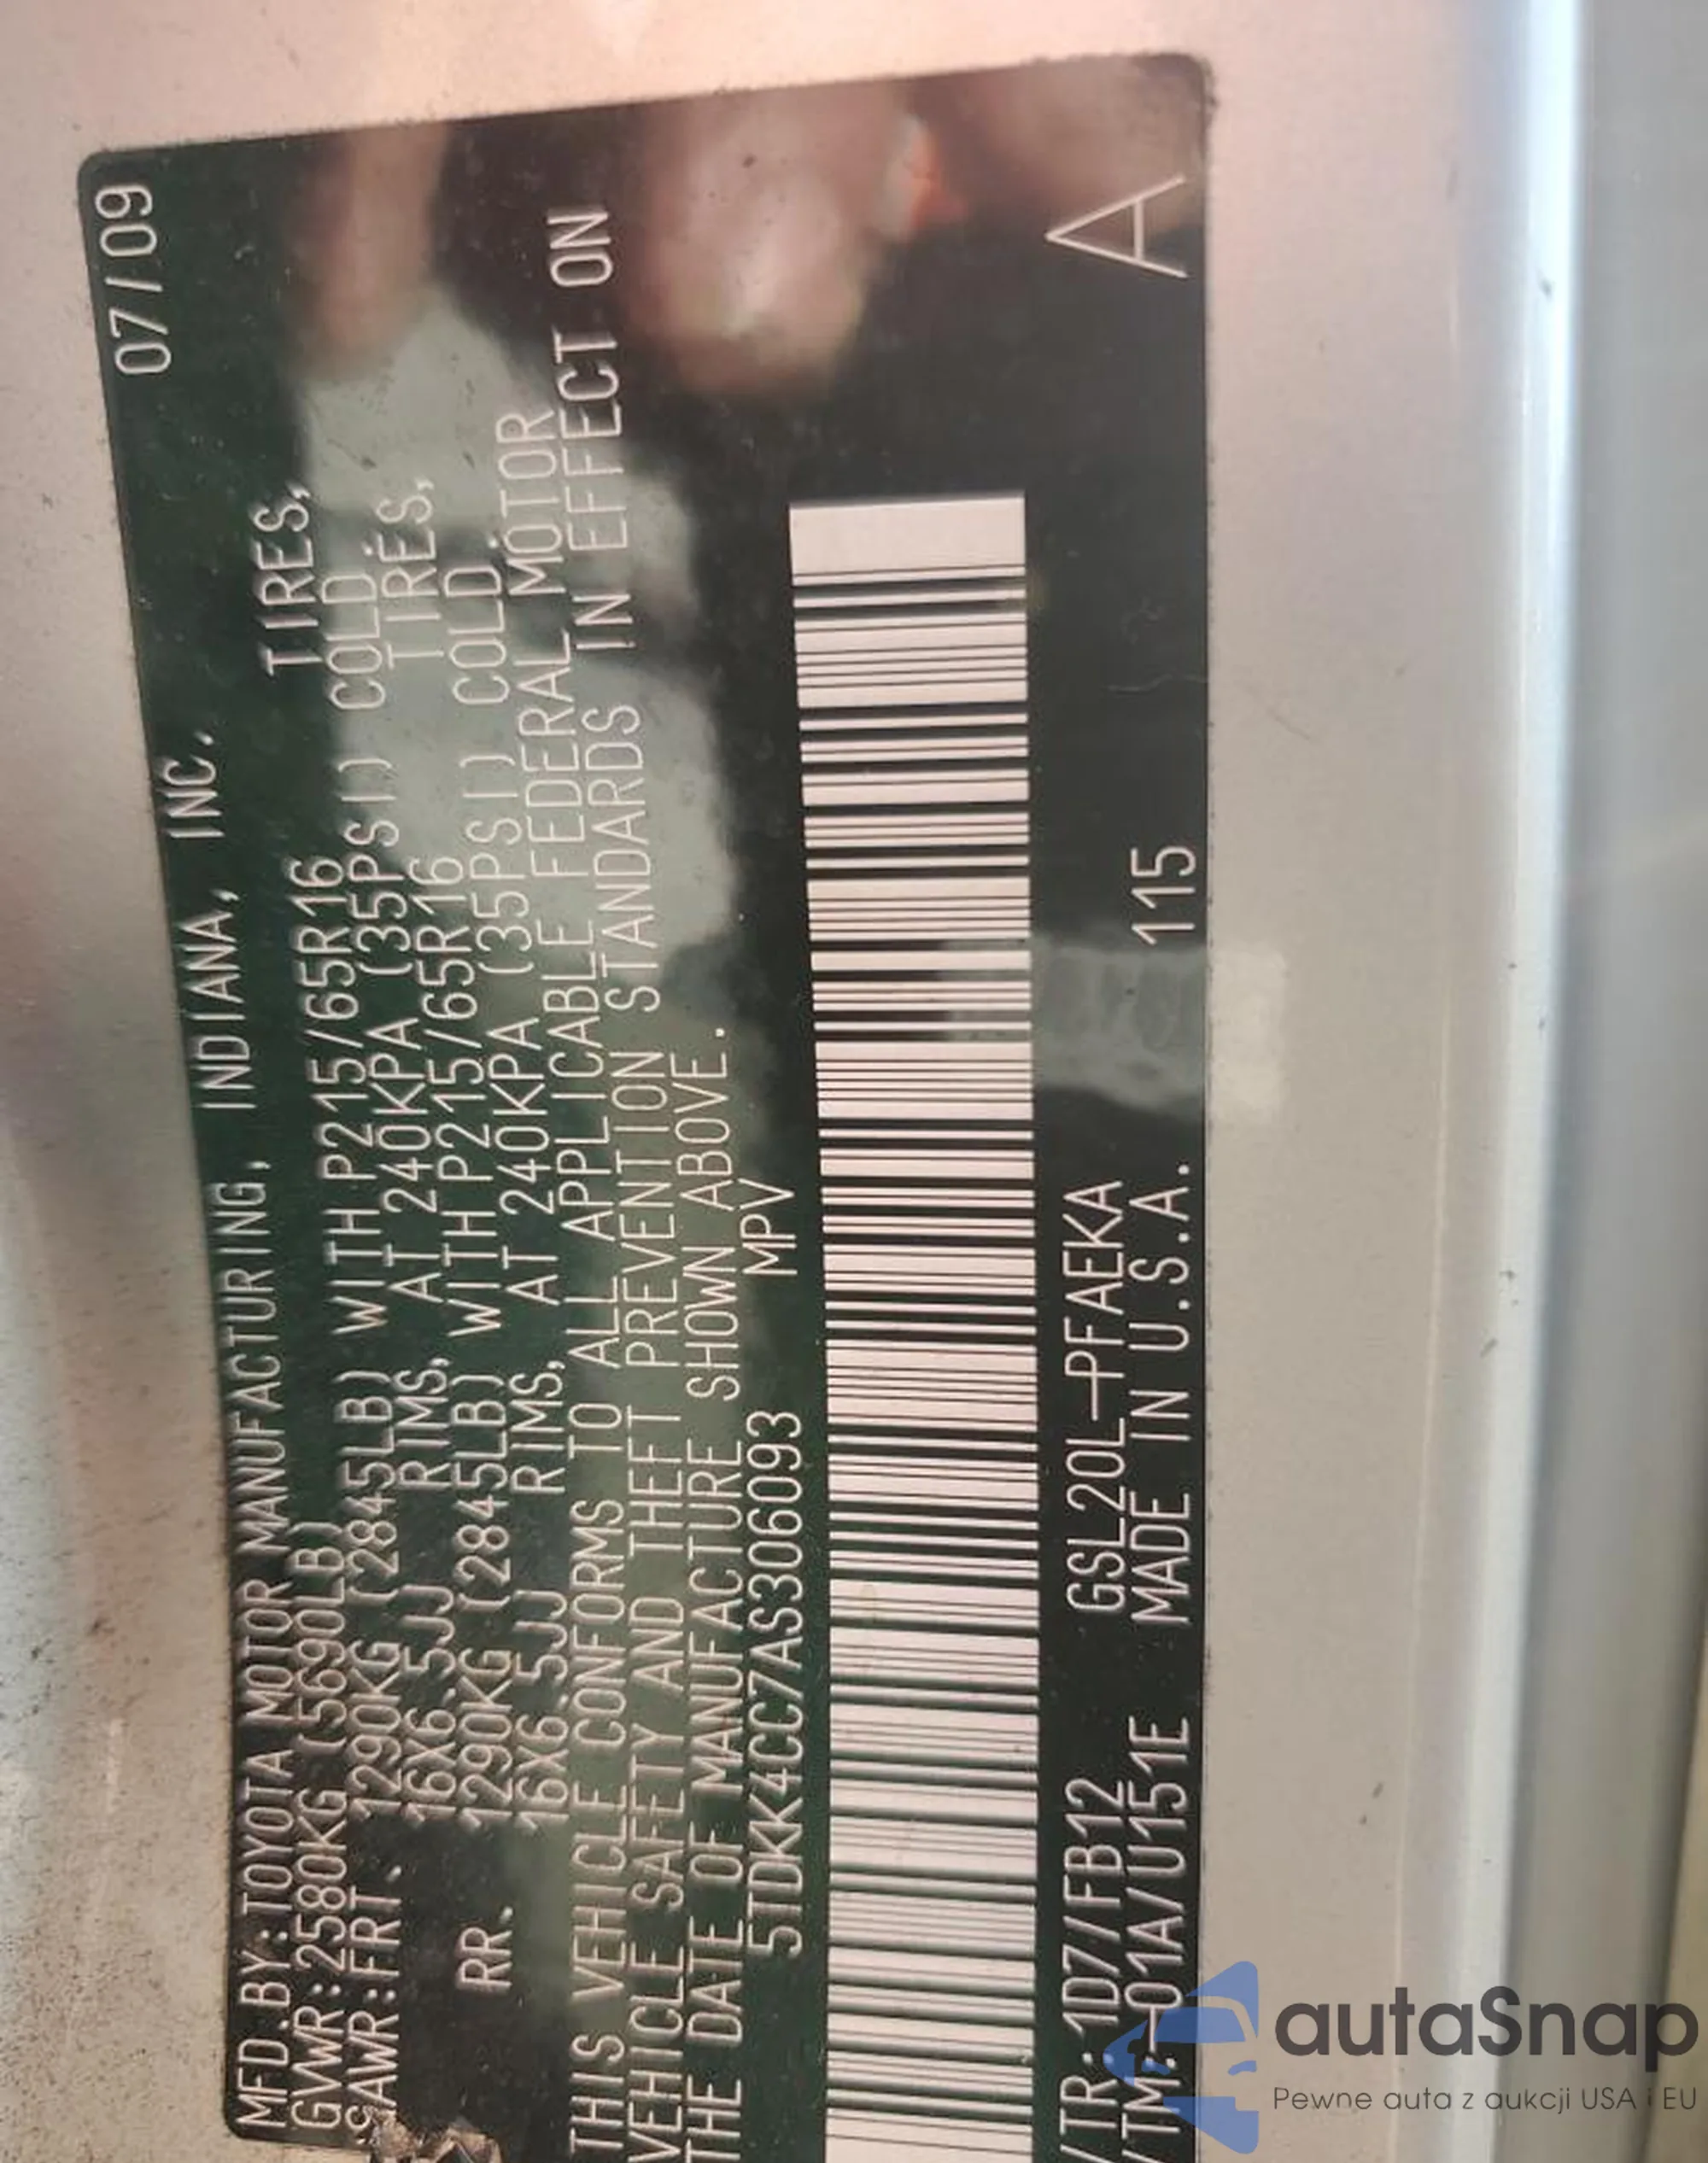 MFD.BY:TOYOTA MOTOR MANUFACTURING, INDIANA, INC. 07/09
GVWR:2580KG (5690LB)
GAWR:FRT. 1290KG (2845LB) WITH P215/65R16 TIRES,
16X6.5JJ RIMS, AT 240KPA (35PSI) COLD.
RR. 1290KG (2845LB) WITH P215/65R16 TIRES,
16X6.5JJ RIMS, AT 240KPA (35PSI) COLD.
THIS VEHICLE CONFORMS TO ALL APPLICABLE FEDERAL MOTOR
VEHICLE SAFETY AND THEFT PREVENTION STANDARDS IN EFFECT ON
THE DATE OF MANUFACTURE SHOWN ABOVE.
5TDKK4CC7AS306093 MPV
/TR: 1D7/FB12 GSL20L-PFAEKA
/TM:-01A/U151E MADE IN U.S.A. 115 A
autaSnap
Pewne auta z aukcji USA i EU